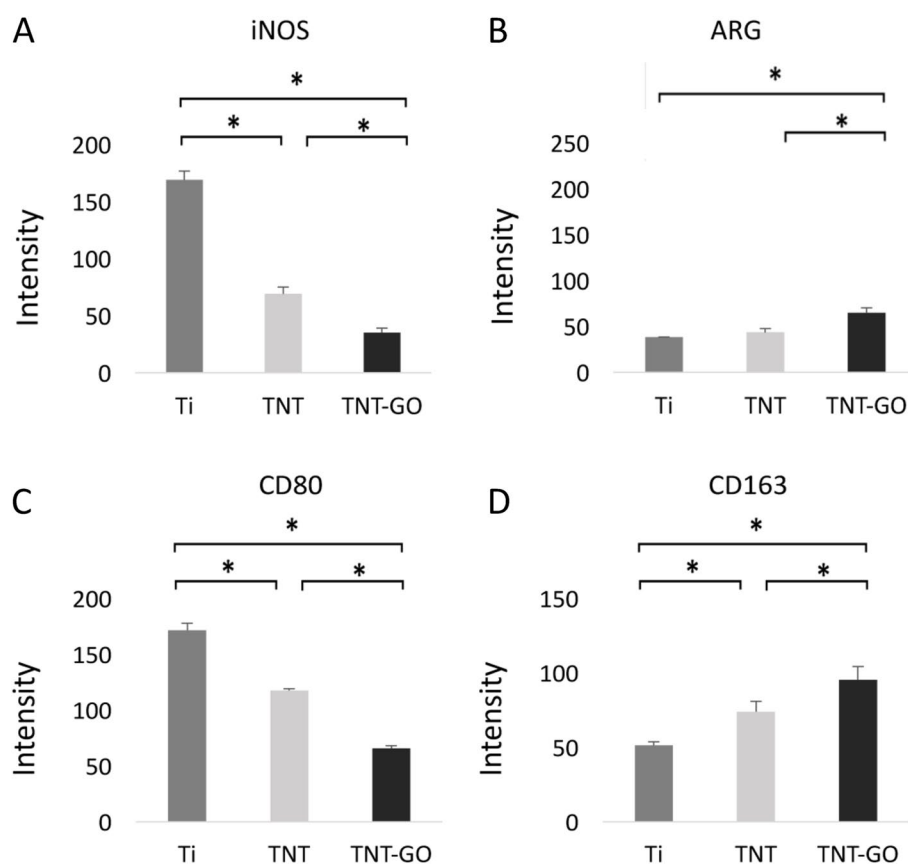 A
iNOS
*
*
*
200
150
100
50
0
Intensity
Ti
TNT
TNT-GO
B
ARG
*
*
250
200
150
100
50
0
Intensity
Ti
TNT
TNT-GO
C
CD80
*
*
*
200
150
100
50
0
Intensity
Ti
TNT
TNT-GO
D
CD163
*
*
*
150
100
50
0
Intensity
Ti
TNT
TNT-GO